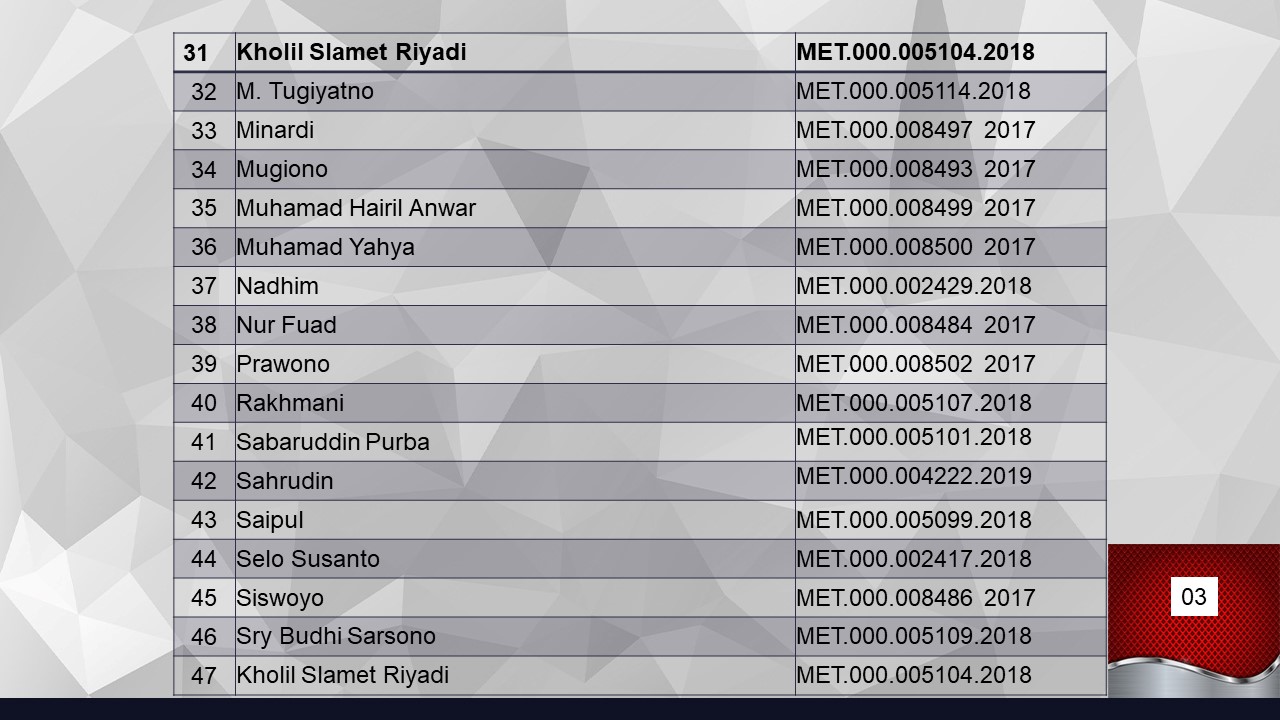 31 Kholil Slamet Riyadi MET.000.005104.2018
32 M. Tugiyatno MET.000.005114.2018
33 Minardi MET.000.008497 2017
34 Mugiono MET.000.008493 2017
35 Muhamad Hairil Anwar MET.000.008499 2017
36 Muhamad Yahya MET.000.008500 2017
37 Nadhim MET.000.002429.2018
38 Nur Fuad MET.000.008484 2017
39 Prawono MET.000.008502 2017
40 Rakhmani MET.000.005107.2018
41 Sabaruddin Purba MET.000.005101.2018
42 Sahrudin MET.000.004222.2019
43 Saipul MET.000.005099.2018
44 Selo Susanto MET.000.002417.2018
45 Siswoyo MET.000.008486 2017
46 Sry Budhi Sarsono MET.000.005109.2018
47 Kholil Slamet Riyadi MET.000.005104.2018
03